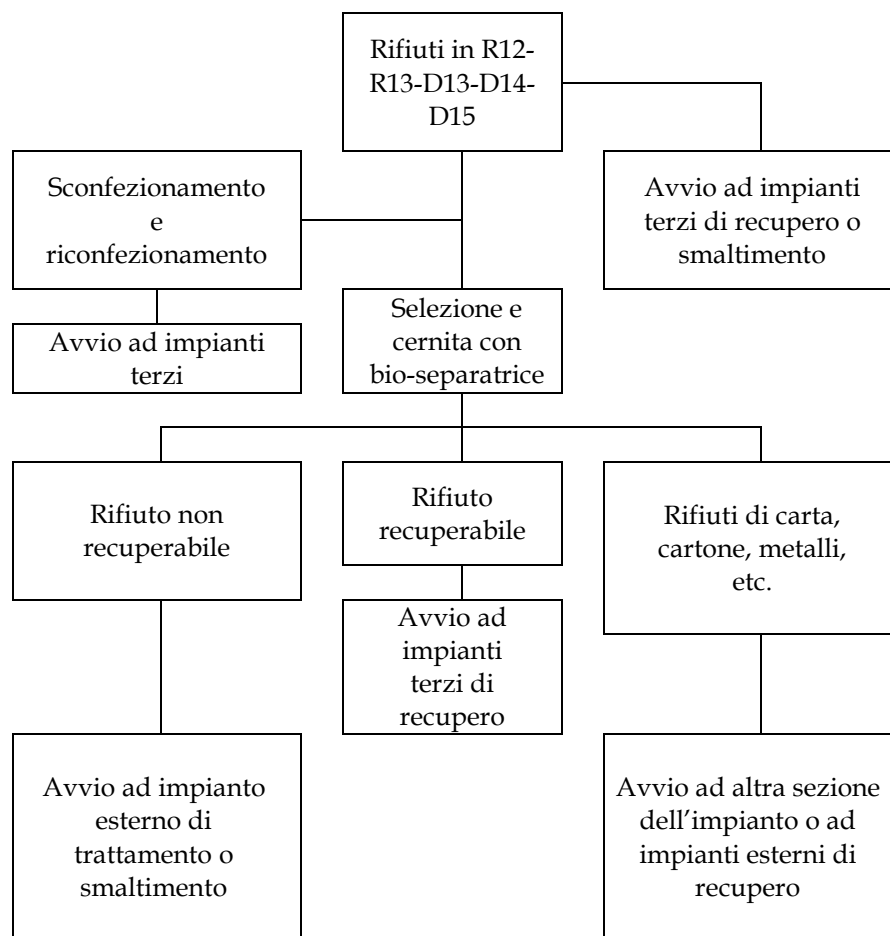 Rifiuti in R12-
R13-D13-D14-
D15
Sconfezionamento
e
riconfezionamento
Avvio ad impianti
terzi di recupero o
smaltimento
Avvio ad impianti
terzi
Selezione e
cernita con
bio-separatrice
Rifiuto non
recuperabile
Rifiuto
recuperabile
Rifiuti di carta,
cartone, metalli,
etc.
Avvio ad
impianti
terzi di
recupero
Avvio ad impianto
esterno di
trattamento o
smaltimento
Avvio ad altra sezione
dell'impianto o ad
impianti esterni di
recupero